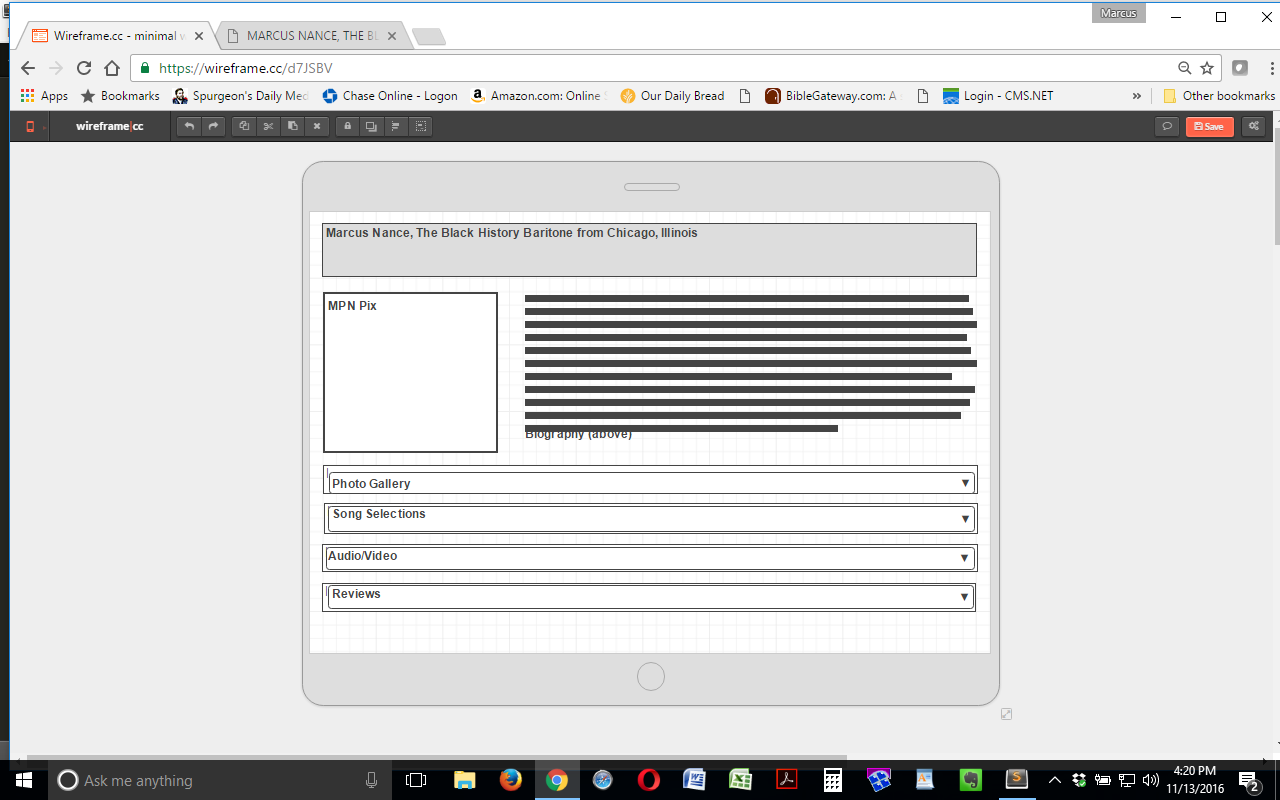 Marcus
Wireframe.cc - minimal w
MARCUS NANCE, THE BL
https://wireframe.cc/d7JSBV
Apps
Bookmarks
Spurgeon's Daily Med
Chase Online - Logon
Amazon.com: Online S
Our Daily Bread
BibleGateway.com: A
Login - CMS.NET
»
Other bookmarks
wireframe|cc
Save
Marcus Nance, The Black History Baritone from Chicago, Illinois
MPN Pix
Biography (above)
Photo Gallery
Song Selections
Audio/Video
Reviews
Ask me anything
4:20 PM
11/13/2016
2